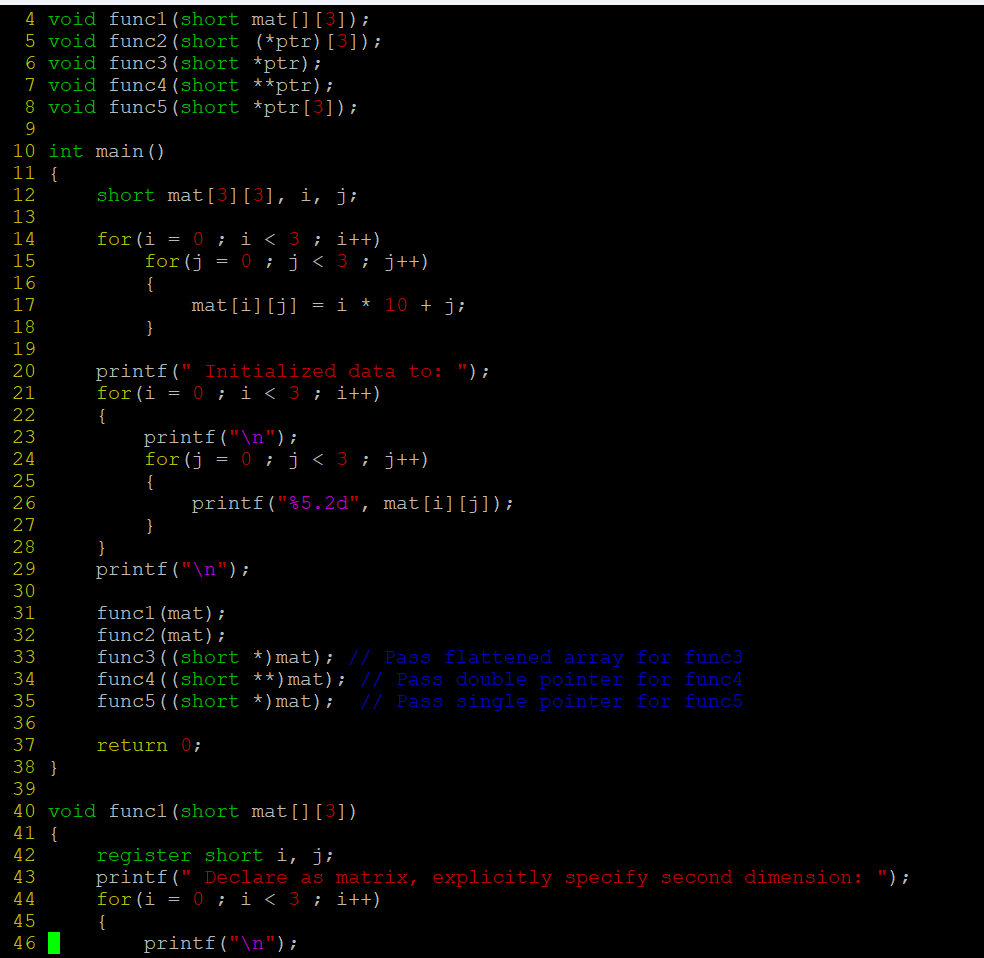 4 void func1(short mat[][3]);
5 void func2(short (*ptr)[3]);
6 void func3(short *ptr);
7 void func4(short **ptr);
8 void func5(short *ptr[3]);
9
10 int main()
11 {
12     short mat[3][3], i, j;
13
14     for(i = 0 ; i < 3 ; i++)
15         for(j = 0 ; j < 3 ; j++)
16         {
17             mat[i][j] = i * 10 + j;
18         }
19
20     printf(" Initialized data to: ");
21     for(i = 0 ; i < 3 ; i++)
22     {
23         printf("\n");
24         for(j = 0 ; j < 3 ; j++)
25         {
26             printf("%5.2d", mat[i][j]);
27         }
28     }
29     printf("\n");
30
31     func1(mat);
32     func2(mat);
33     func3((short *)mat); // Pass flattened array for func3
34     func4((short **)mat); // Pass double pointer for func4
35     func5((short *)mat);  // Pass single pointer for func5
36
37     return 0;
38 }
39
40 void func1(short mat[][3])
41 {
42     register short i, j;
43     printf(" Declare as matrix, explicitly specify second dimension: ");
44     for(i = 0 ; i < 3 ; i++)
45     {
46         printf("\n");